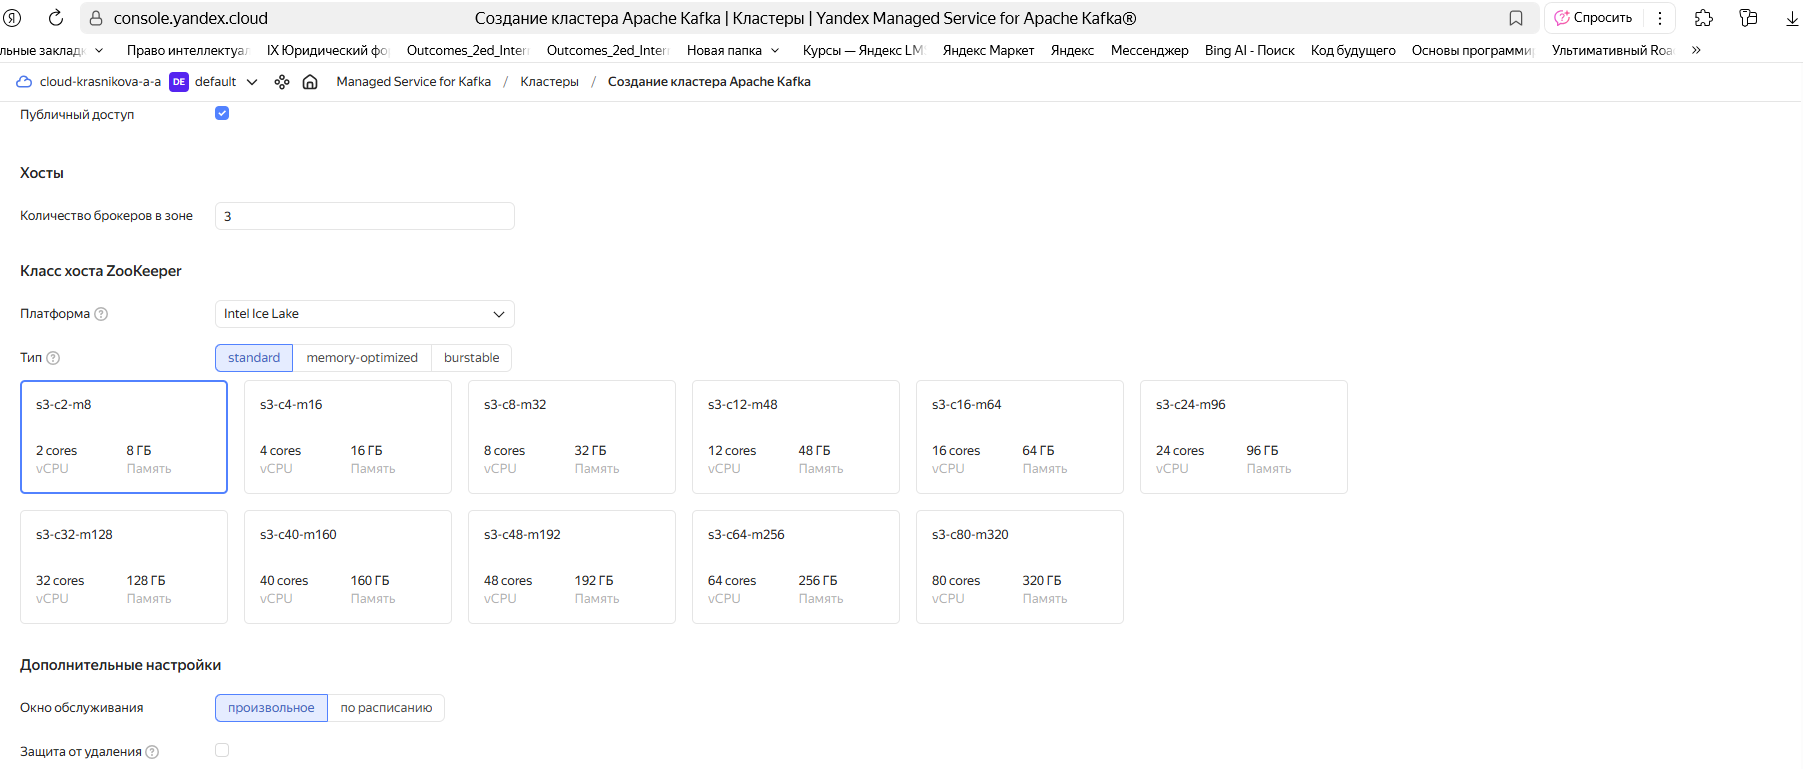 console.yandex.cloud Создание кластера Apache Kafka | Кластеры | Yandex Managed Service for Apache Kafka® Спросить
льные закладк Право интеллектуал IX Юридический фо Outcomes_2ed_Inter Outcomes_2ed_Inter Новая папка Курсы — Яндекс LMS Яндекс Маркет Яндекс Мессенджер Bing AI - Поиск Код будущего Основы программи Ультимативный Roa
cloud-krasnikova-a-a DE default Managed Service for Kafka / Кластеры / Создание кластера Apache Kafka
Публичный доступ
Хосты
Количество брокеров в зоне 3
Класс хоста ZooKeeper
Платформа ? Intel Ice Lake
Тип ? standard memory-optimized burstable
s3-c2-m8 s3-c4-m16 s3-c8-m32 s3-c12-m48 s3-c16-m64 s3-c24-m96
2 cores 8 ГБ 4 cores 16 ГБ 8 cores 32 ГБ 12 cores 48 ГБ 16 cores 64 ГБ 24 cores 96 ГБ
vCPU Память vCPU Память vCPU Память vCPU Память vCPU Память vCPU Память
s3-c32-m128 s3-c40-m160 s3-c48-m192 s3-c64-m256 s3-c80-m320
32 cores 128 ГБ 40 cores 160 ГБ 48 cores 192 ГБ 64 cores 256 ГБ 80 cores 320 ГБ
vCPU Память vCPU Память vCPU Память vCPU Память vCPU Память
Дополнительные настройки
Окно обслуживания произвольное по расписанию
Защита от удаления ?